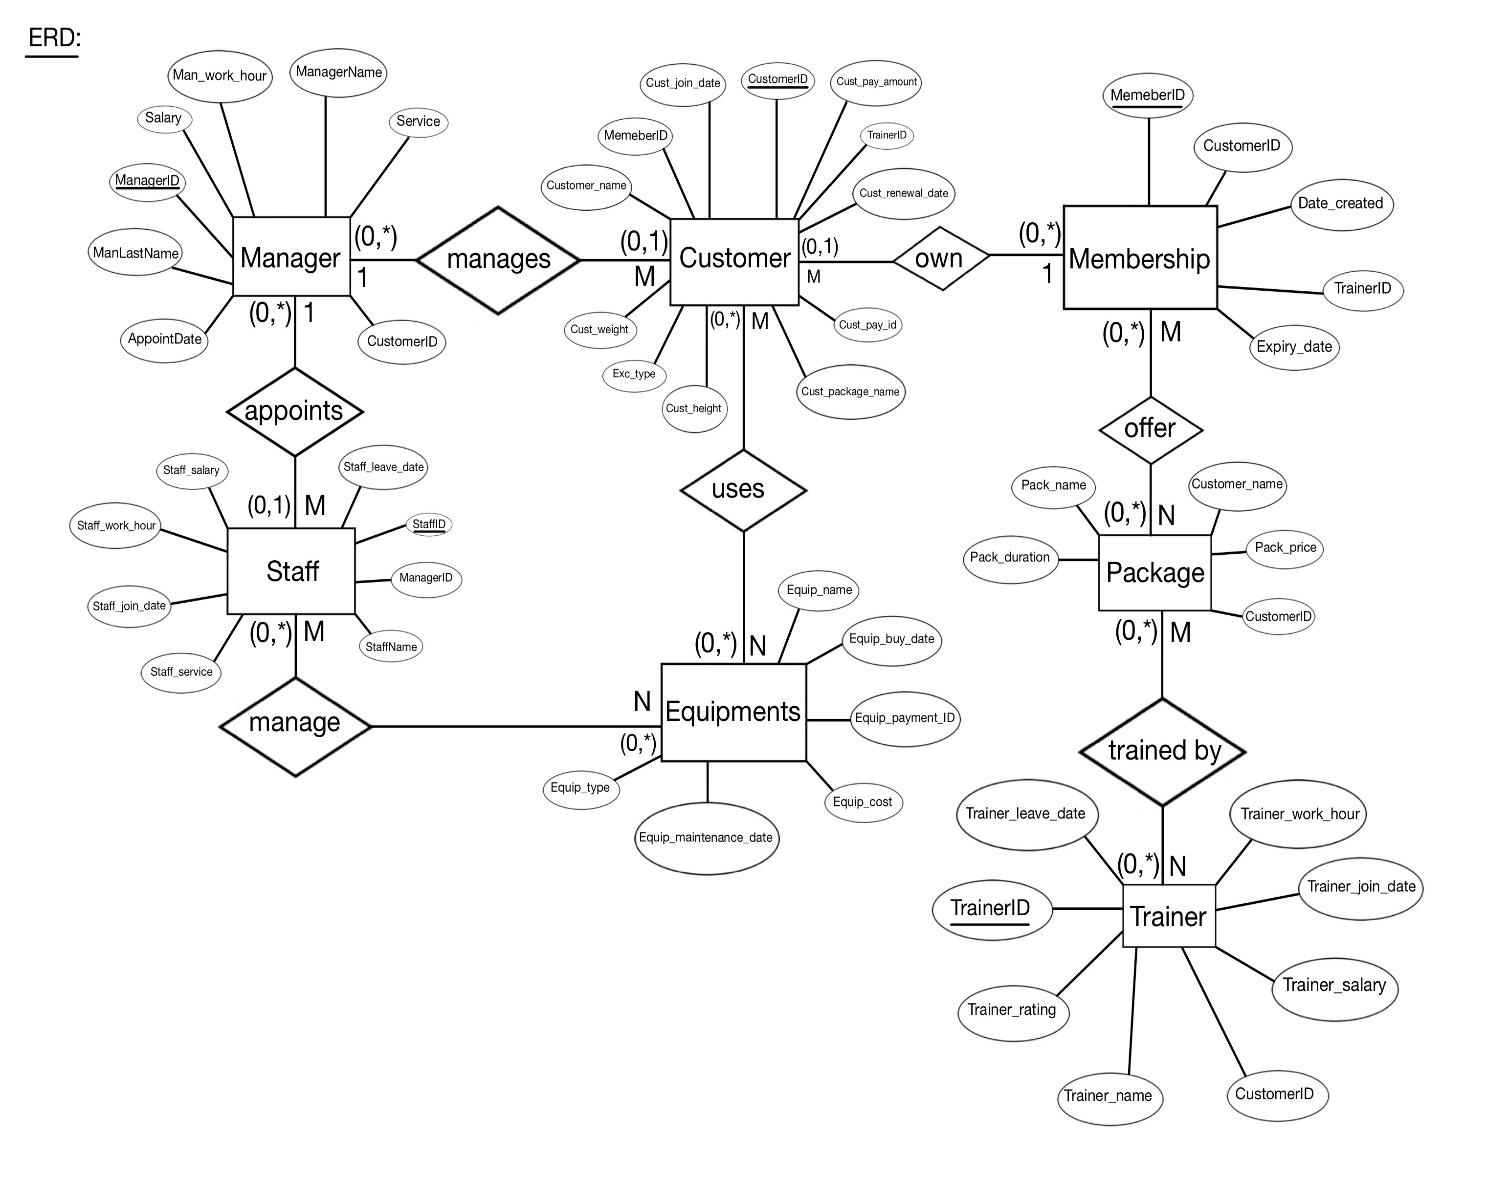 ERD:
Man_work_hour
ManagerName
Salary
Service
ManagerID
ManLastName
AppointDate
CustomerID
Manager
(0,*)
1
(0,*)
1
manages
(0,1)
M
Cust_join_date
CustomerID
Cust_pay_amount
MemeberID
TrainerID
Customer_name
Cust_renewal_date
Customer
(0,1)
M
Cust_weight
Exc_type
Cust_height
(0,*)
M
Cust_pay_id
Cust_package_name
own
(0,*)
1
MemeberID
CustomerID
Date_created
TrainerID
Expiry_date
Membership
(0,*)
M
appoints
offer
Staff_salary
Staff_leave_date
(0,1)
M
Staff_work_hour
StaffID
Staff
ManagerID
Staff_join_date
StaffName
Staff_service
(0,*)
M
manage
uses
Pack_name
Customer_name
(0,*)
N
Pack_duration
Pack_price
Package
CustomerID
(0,*)
M
Equip_name
Equip_buy_date
(0,*)
N
N
(0,*)
Equipments
Equip_payment_ID
Equip_type
Equip_cost
Equip_maintenance_date
trained by
Trainer_leave_date
Trainer_work_hour
(0,*)
N
Trainer_join_date
TrainerID
Trainer
Trainer_salary
Trainer_rating
Trainer_name
CustomerID